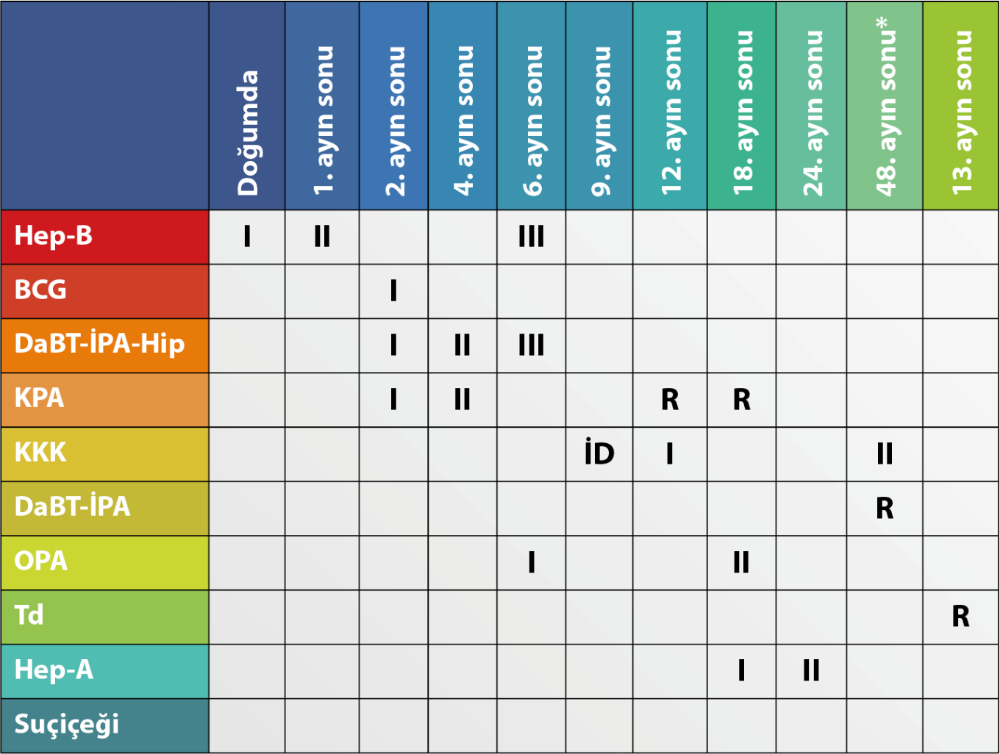 Doğumda 1. ayın sonu 2. ayın sonu 4. ayın sonu 6. ayın sonu 9. ayın sonu 12. ayın sonu 18. ayın sonu 24. ayın sonu 48. ayın sonu* 13. ayın sonu
Hep-B I II III
BCG I
DaBT-İPA-Hip I II III
KPA I II R R
KKK İD I II
DaBT-İPA R
OPA I II
Td R
Hep-A I II
Suçiçeği